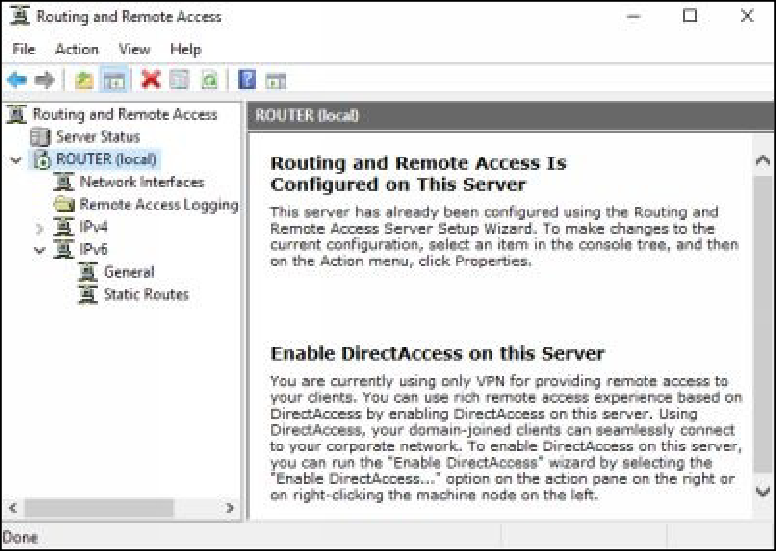 Routing and Remote Access
File Action View Help
Routing and Remote Access
Server Status
ROUTER (local)
Network Interfaces
Remote Access Logging
IPv4
IPv6
General
Static Routes
ROUTER (local)
Routing and Remote Access Is
Configured on This Server
This server has already been configured using the Routing and
Remote Access Server Setup Wizard. To make changes to the
current configuration, select an item in the console tree, and then
on the Action menu, click Properties.
Enable DirectAccess on this Server
You are currently using only VPN for providing remote access to
your clients. You can use rich remote access experience based on
DirectAccess by enabling DirectAccess on this server. Using
DirectAccess, your domain-joined clients can seamlessly connect
to your corporate network. To enable DirectAccess on this server,
you can run the "Enable DirectAccess" wizard by selecting the
"Enable DirectAccess..." option on the action pane on the right or
on right-clicking the machine node on the left.
Done